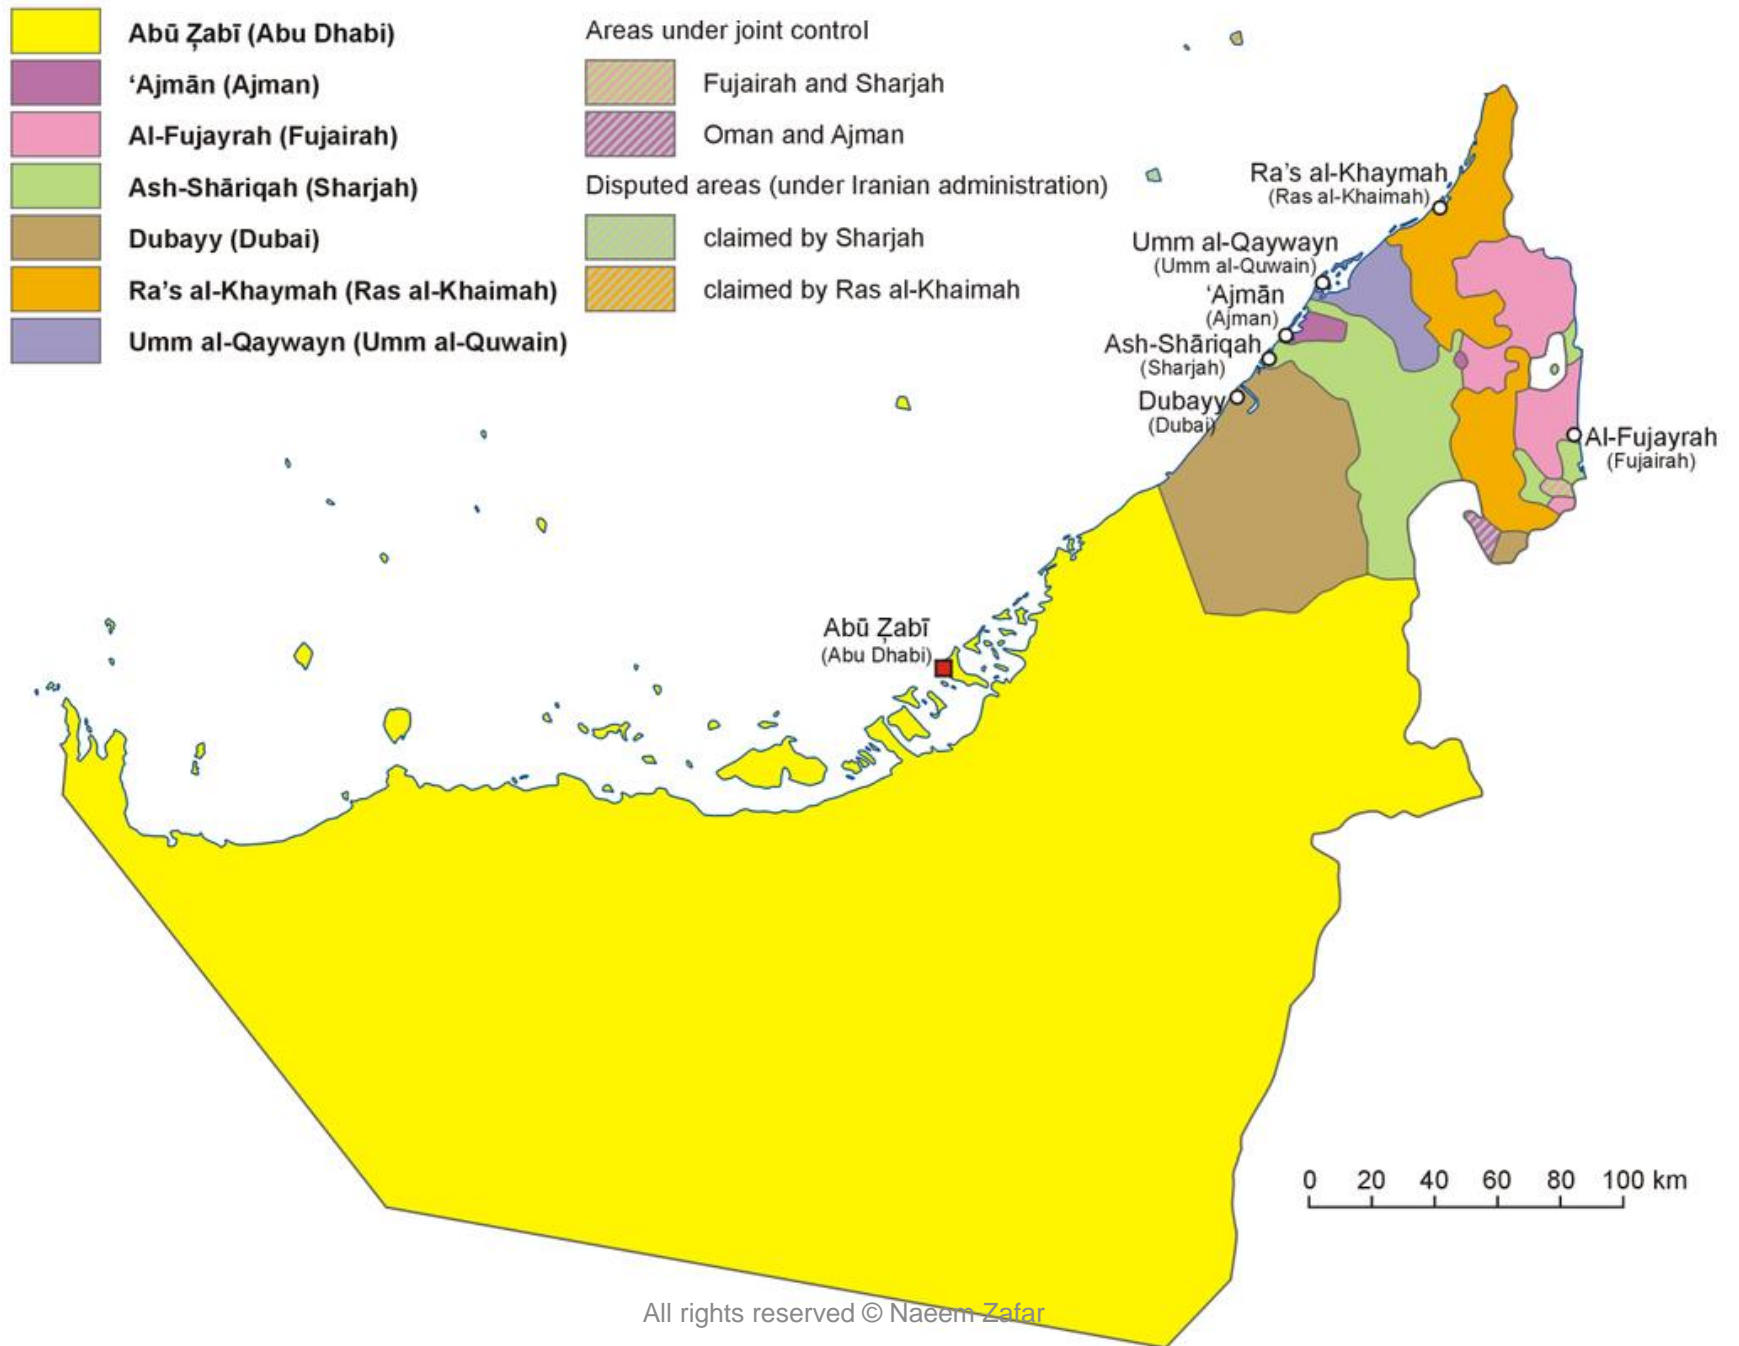 Abū Z̧abī (Abu Dhabi)
‘Ajmān (Ajman)
Al-Fujayrah (Fujairah)
Ash-Shāriqah (Sharjah)
Dubayy (Dubai)
Ra’s al-Khaymah (Ras al-Khaimah)
Umm al-Qaywayn (Umm al-Quwain)
Areas under joint control
Fujairah and Sharjah
Oman and Ajman
Disputed areas (under Iranian administration)
claimed by Sharjah
claimed by Ras al-Khaimah
Ra’s al-Khaymah
(Ras al-Khaimah)
Umm al-Qaywayn
(Umm al-Quwain)
‘Ajmān
(Ajman)
Ash-Shāriqah
(Sharjah)
Dubayy
(Dubai)
Al-Fujayrah
(Fujairah)
Abū Z̧abī
(Abu Dhabi)
0 20 40 60 80 100 km
All rights reserved © Naeem Zafar